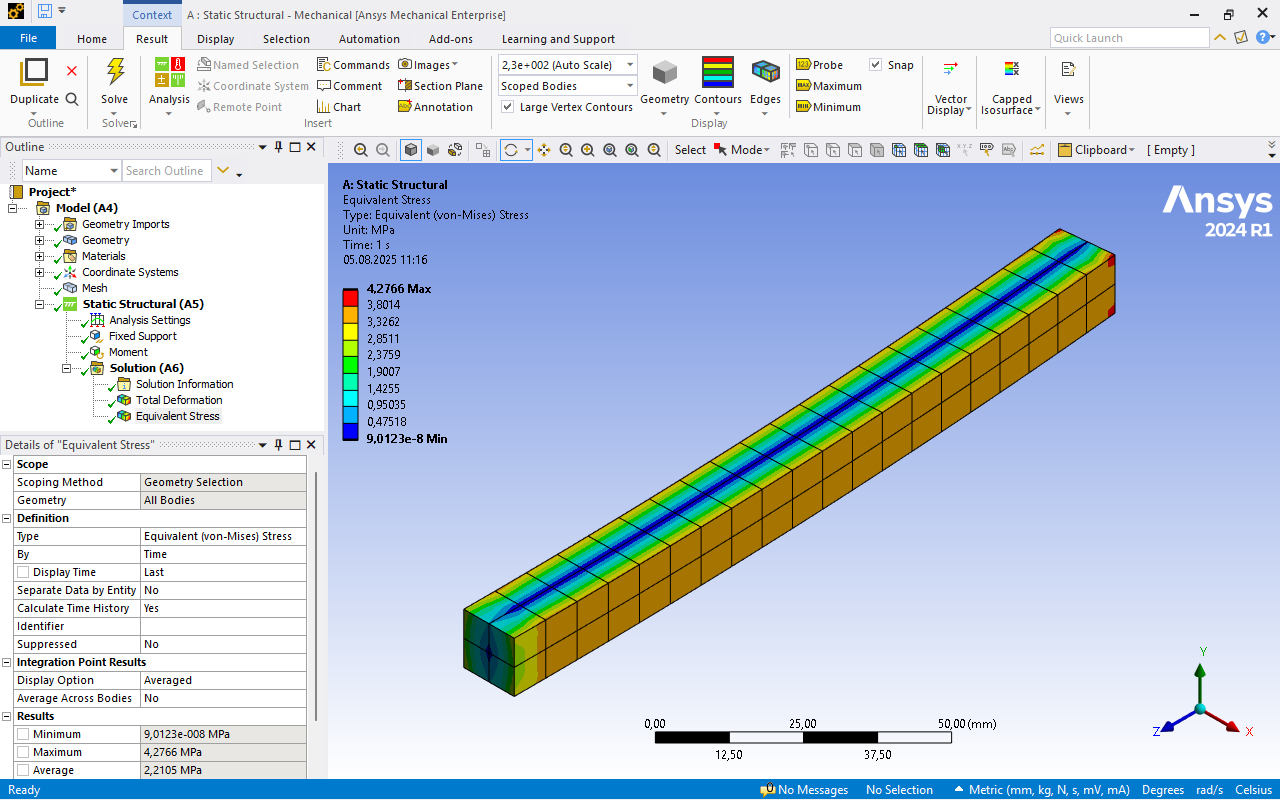 Context
A : Static Structural - Mechanical [Ansys Mechanical Enterprise]
File Home Result Display Selection Automation Add-ons Learning and Support
Quick Launch
Duplicate
Outline
Solve
Solver
Analysis
Named Selection
Coordinate System
Remote Point
Commands
Comment
Chart
Images
Section Plane
Annotation
Insert
2,3e+002 (Auto Scale)
Scoped Bodies
Large Vertex Contours
Geometry
Contours
Edges
Display
Probe
Maximum
Minimum
Snap
Vector
Display
Capped
Isosurface
Views
Outline
Name
Search Outline
Select Mode Clipboard [ Empty ]
Project*
Model (A4)
Geometry Imports
Geometry
Materials
Coordinate Systems
Mesh
Static Structural (A5)
Analysis Settings
Fixed Support
Moment
Solution (A6)
Solution Information
Total Deformation
Equivalent Stress
Details of "Equivalent Stress"
Scope
Scoping Method Geometry Selection
Geometry All Bodies
Definition
Type Equivalent (von-Mises) Stress
By Time
Display Time Last
Separate Data by Entity No
Calculate Time History Yes
Identifier
Suppressed No
Integration Point Results
Display Option Averaged
Average Across Bodies No
Results
Minimum 9,0123e-008 MPa
Maximum 4,2766 MPa
Average 2,2105 MPa
A: Static Structural
Equivalent Stress
Type: Equivalent (von-Mises) Stress
Unit: MPa
Time: 1 s
05.08.2025 11:16
4,2766 Max
3,8014
3,3262
2,8511
2,3759
1,9007
1,4255
0,95035
0,47518
9,0123e-8 Min
Ansys
2024 R1
0,00 25,00 50,00 (mm)
12,50 37,50
Y
Z X
Ready
No Messages No Selection Metric (mm, kg, N, s, mV, mA) Degrees rad/s Celsius